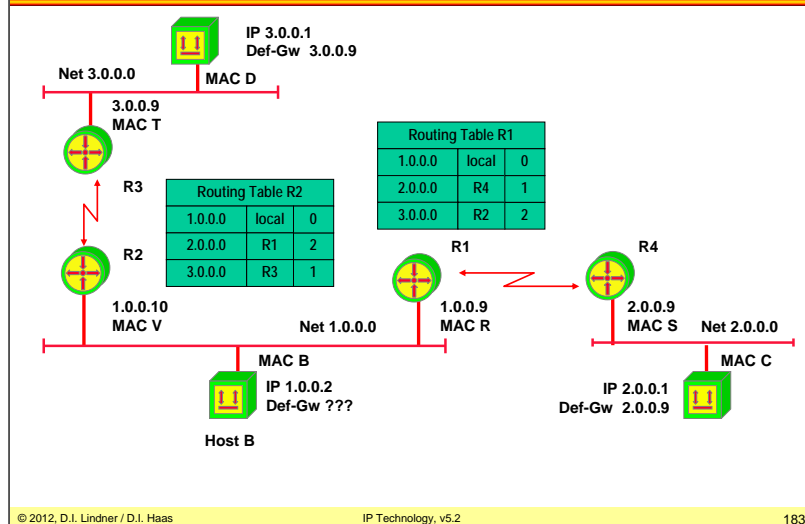 IP 3.0.0.1
Def-Gw 3.0.0.9
Net 3.0.0.0
MAC D
3.0.0.9
MAC T
R3
Routing Table R1
1.0.0.0 local 0
2.0.0.0 R4 1
3.0.0.0 R2 2
Routing Table R2
1.0.0.0 local 0
2.0.0.0 R1 2
3.0.0.0 R3 1
R2
R1
R4
1.0.0.10
MAC V
Net 1.0.0.0
1.0.0.9
MAC R
2.0.0.9
MAC S
Net 2.0.0.0
MAC B
IP 1.0.0.2
Def-Gw ???
Host B
MAC C
IP 2.0.0.1
Def-Gw 2.0.0.9
© 2012, D.I. Lindner / D.I. Haas
IP Technology, v5.2
183